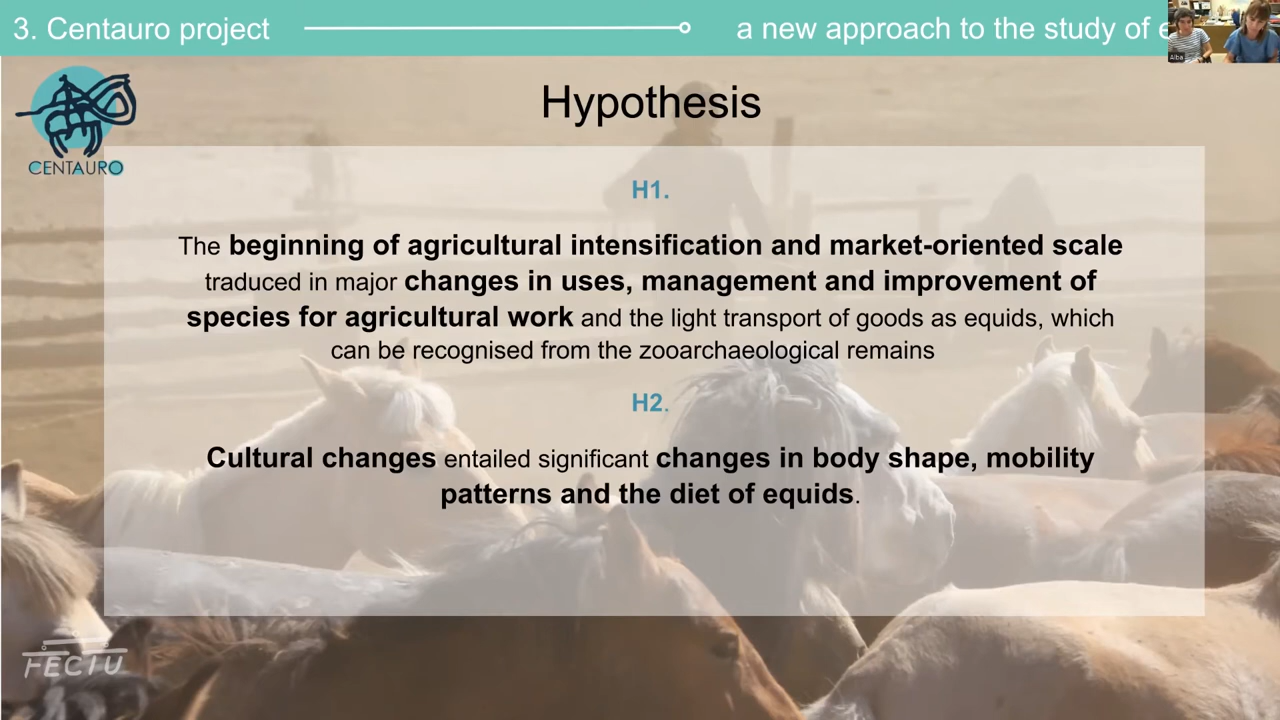 3. Centauro project
a new approach to the study of e
Alba
CENTAURO
Hypothesis
H1.
The beginning of agricultural intensification and market-oriented scale
traduced in major changes in uses, management and improvement of
species for agricultural work and the light transport of goods as equids, which
can be recognised from the zooarchaeological remains
H2.
Cultural changes entailed significant changes in body shape, mobility
patterns and the diet of equids.